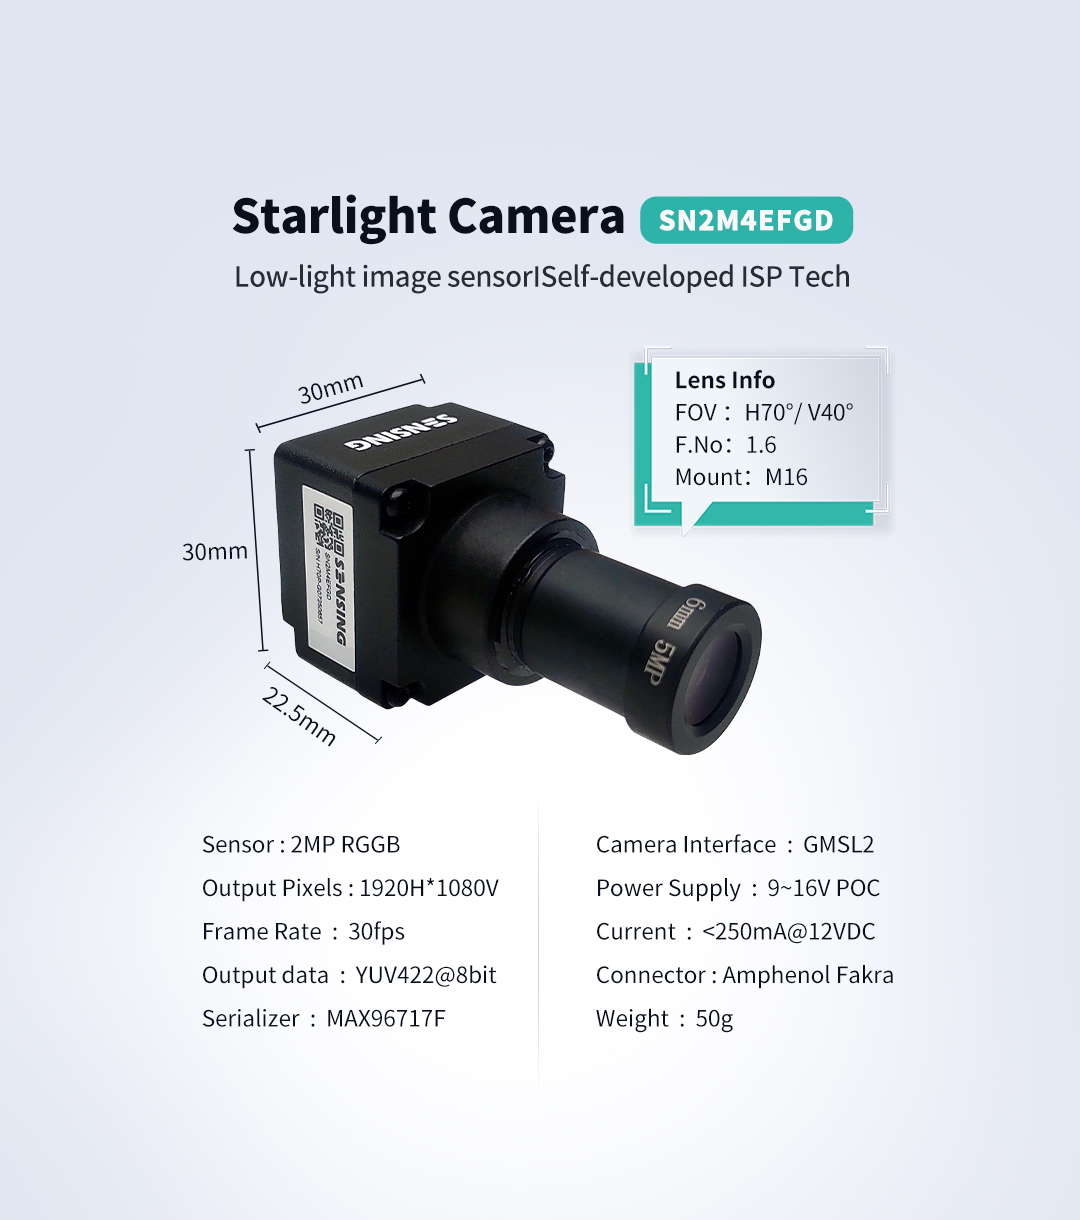 Starlight Camera SN2M4EFGD
Low-light image sensorISelf-developed ISP Tech
30mm
Lens Info
FOV : H70°/ V40°
F.No: 1.6
Mount: M16
SENSING
30mm
SENSING
SN2M4EFGD
6mm 5MP
22.5mm
Sensor : 2MP RGGB
Output Pixels : 1920H*1080V
Frame Rate : 30fps
Output data : YUV422@8bit
Serializer : MAX96717F
Camera Interface : GMSL2
Power Supply : 9~16V POC
Current : <250mA@12VDC
Connector : Amphenol Fakra
Weight : 50g